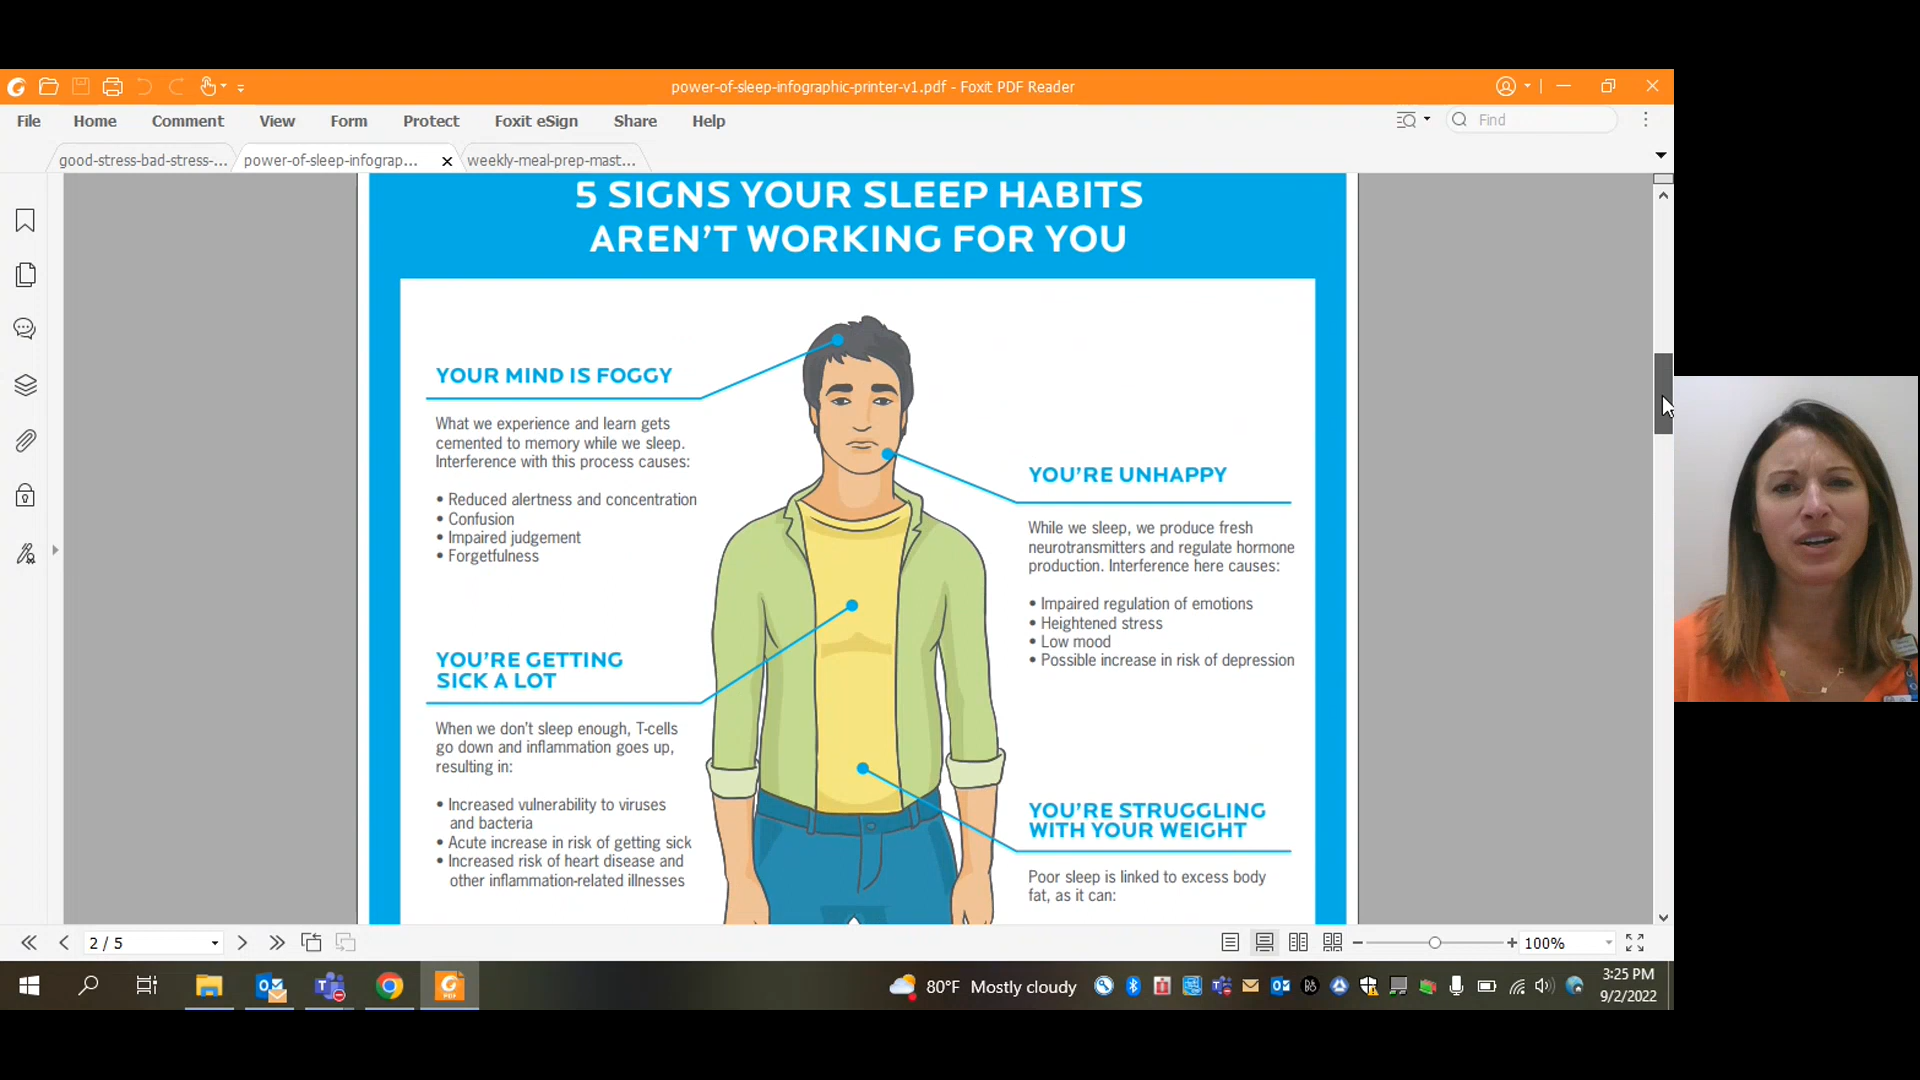 power-of-sleep-infographic-printer-v1.pdf - Foxit PDF Reader
File Home Comment View Form Protect Foxit eSign Share Help
Find
good-stress-bad-stress-... power-of-sleep-infograp... weekly-meal-prep-mast...
5 SIGNS YOUR SLEEP HABITS
AREN'T WORKING FOR YOU
YOUR MIND IS FOGGY
What we experience and learn gets
cemented to memory while we sleep.
Interference with this process causes:
• Reduced alertness and concentration
• Confusion
• Impaired judgement
• Forgetfulness
YOU'RE UNHAPPY
While we sleep, we produce fresh
neurotransmitters and regulate hormone
production. Interference here causes:
• Impaired regulation of emotions
• Heightened stress
• Low mood
• Possible increase in risk of depression
YOU'RE GETTING
SICK A LOT
When we don't sleep enough, T-cells
go down and inflammation goes up,
resulting in:
• Increased vulnerability to viruses
and bacteria
• Acute increase in risk of getting sick
• Increased risk of heart disease and
other inflammation-related illnesses
YOU'RE STRUGGLING
WITH YOUR WEIGHT
Poor sleep is linked to excess body
fat, as it can:
2 / 5
100%
80°F Mostly cloudy
3:25 PM
9/2/2022